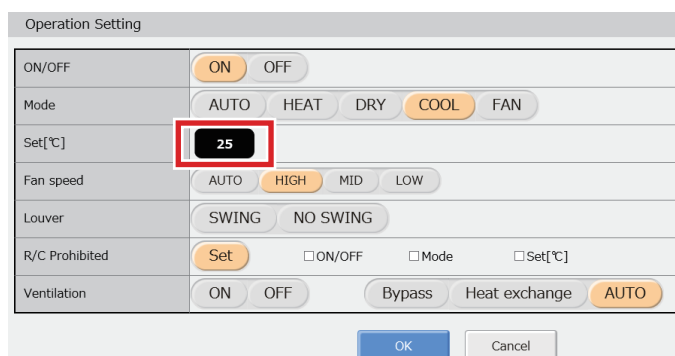 Operation Setting
ON/OFF ON OFF
Mode AUTO HEAT DRY COOL FAN
Set[℃] 25
Fan speed AUTO HIGH MID LOW
Louver SWING NO SWING
R/C Prohibited Set ON/OFF Mode Set[℃]
Ventilation ON OFF Bypass Heat exchange AUTO
OK Cancel